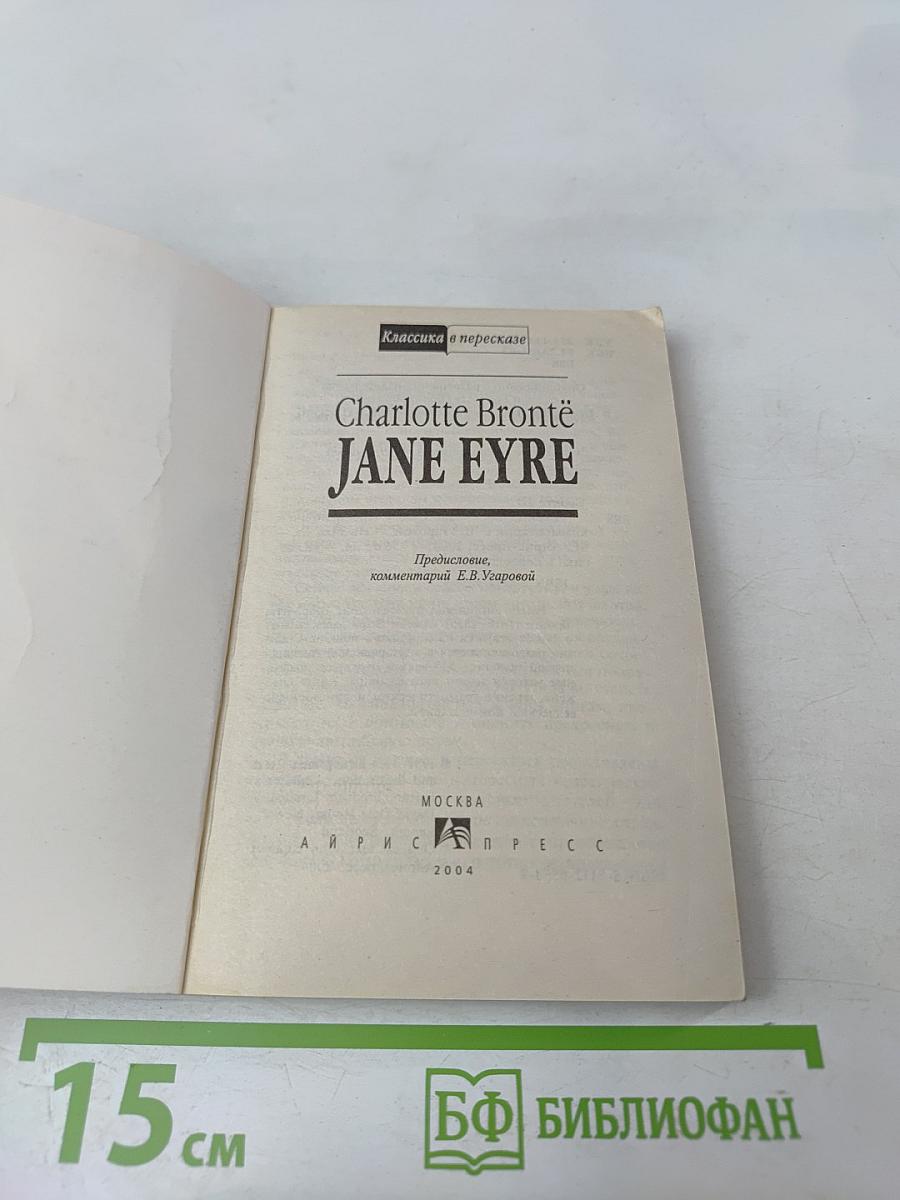 Классика в пересказе
Charlotte Brontë
JANE EYRE
Предисловие,
комментарий Е.В.Угаровой
МОСКВА
АЙРИС ПРЕСС
2004
15 см
БФ БИБЛИОФАН